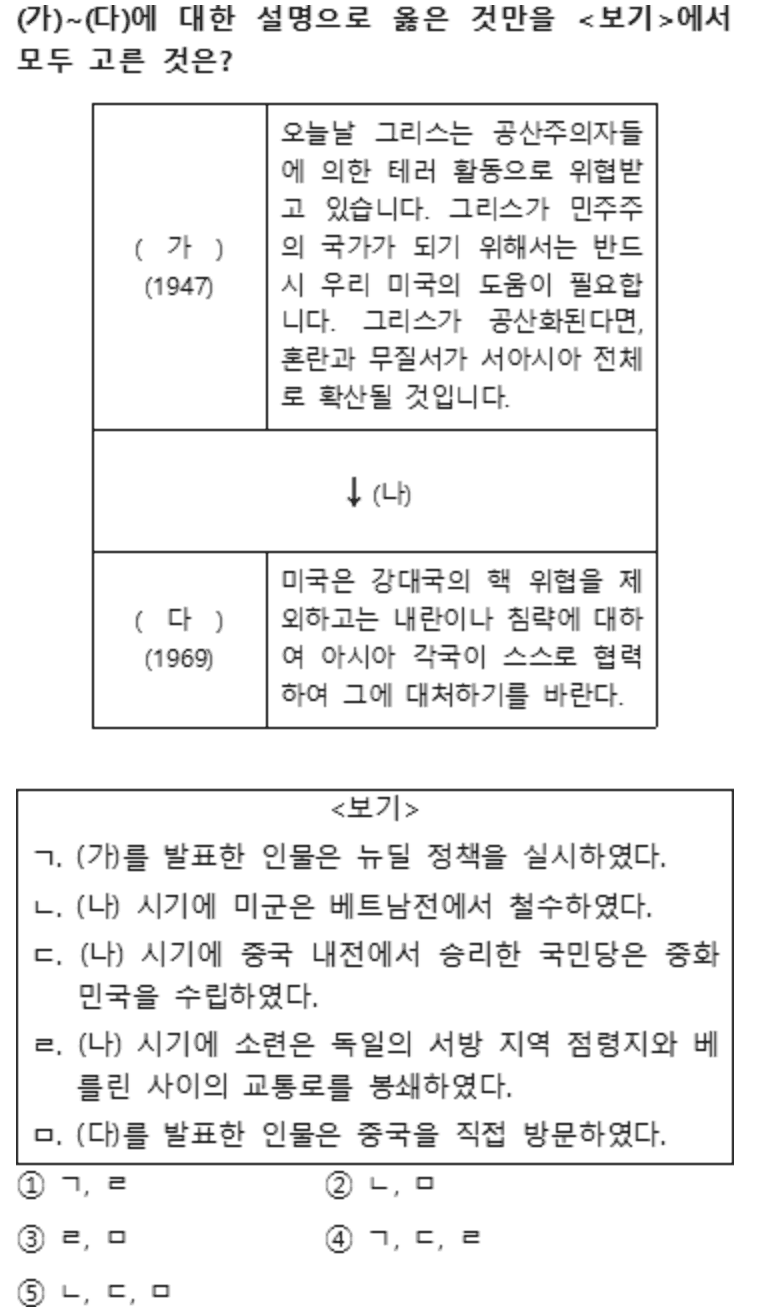 (가)~(다)에 대한 설명으로 옳은 것만을 <보기>에서
모두 고른 것은?
( 가 )
(1947)
오늘날 그리스는 공산주의자들
에 의한 테러 활동으로 위협받
고 있습니다. 그리스가 민주주
의 국가가 되기 위해서는 반드
시 우리 미국의 도움이 필요합
니다. 그리스가 공산화된다면,
혼란과 무질서가 서아시아 전체
로 확산될 것입니다.
↓ (나)
( 다 )
(1969)
미국은 강대국의 핵 위협을 제
외하고는 내란이나 침략에 대하
여 아시아 각국이 스스로 협력
하여 그에 대처하기를 바란다.
<보기>
ㄱ. (가)를 발표한 인물은 뉴딜 정책을 실시하였다.
ㄴ. (나) 시기에 미군은 베트남전에서 철수하였다.
ㄷ. (나) 시기에 중국 내전에서 승리한 국민당은 중화
민국을 수립하였다.
ㄹ. (나) 시기에 소련은 독일의 서방 지역 점령지와 베
를린 사이의 교통로를 봉쇄하였다.
ㅁ. (다)를 발표한 인물은 중국을 직접 방문하였다.
① ㄱ, ㄹ ② ㄴ, ㅁ
③ ㄹ, ㅁ ④ ㄱ, ㄷ, ㄹ
⑤ ㄴ, ㄷ, ㅁ